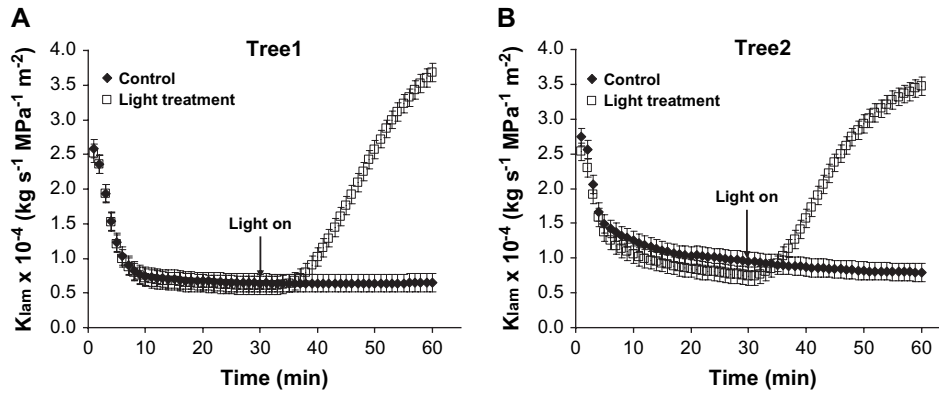 A
Tree1
Klam x 10-4 (kg s-1 MPa-1 m-2)
4.0
3.5
3.0
2.5
2.0
1.5
1.0
0.5
0.0
Control
Light treatment
Light on
0 10 20 30 40 50 60
Time (min)
B
Tree2
Klam x 10-4 (kg s-1 MPa-1 m-2)
4.0
3.5
3.0
2.5
2.0
1.5
1.0
0.5
0.0
Control
Light treatment
Light on
0 10 20 30 40 50 60
Time (min)